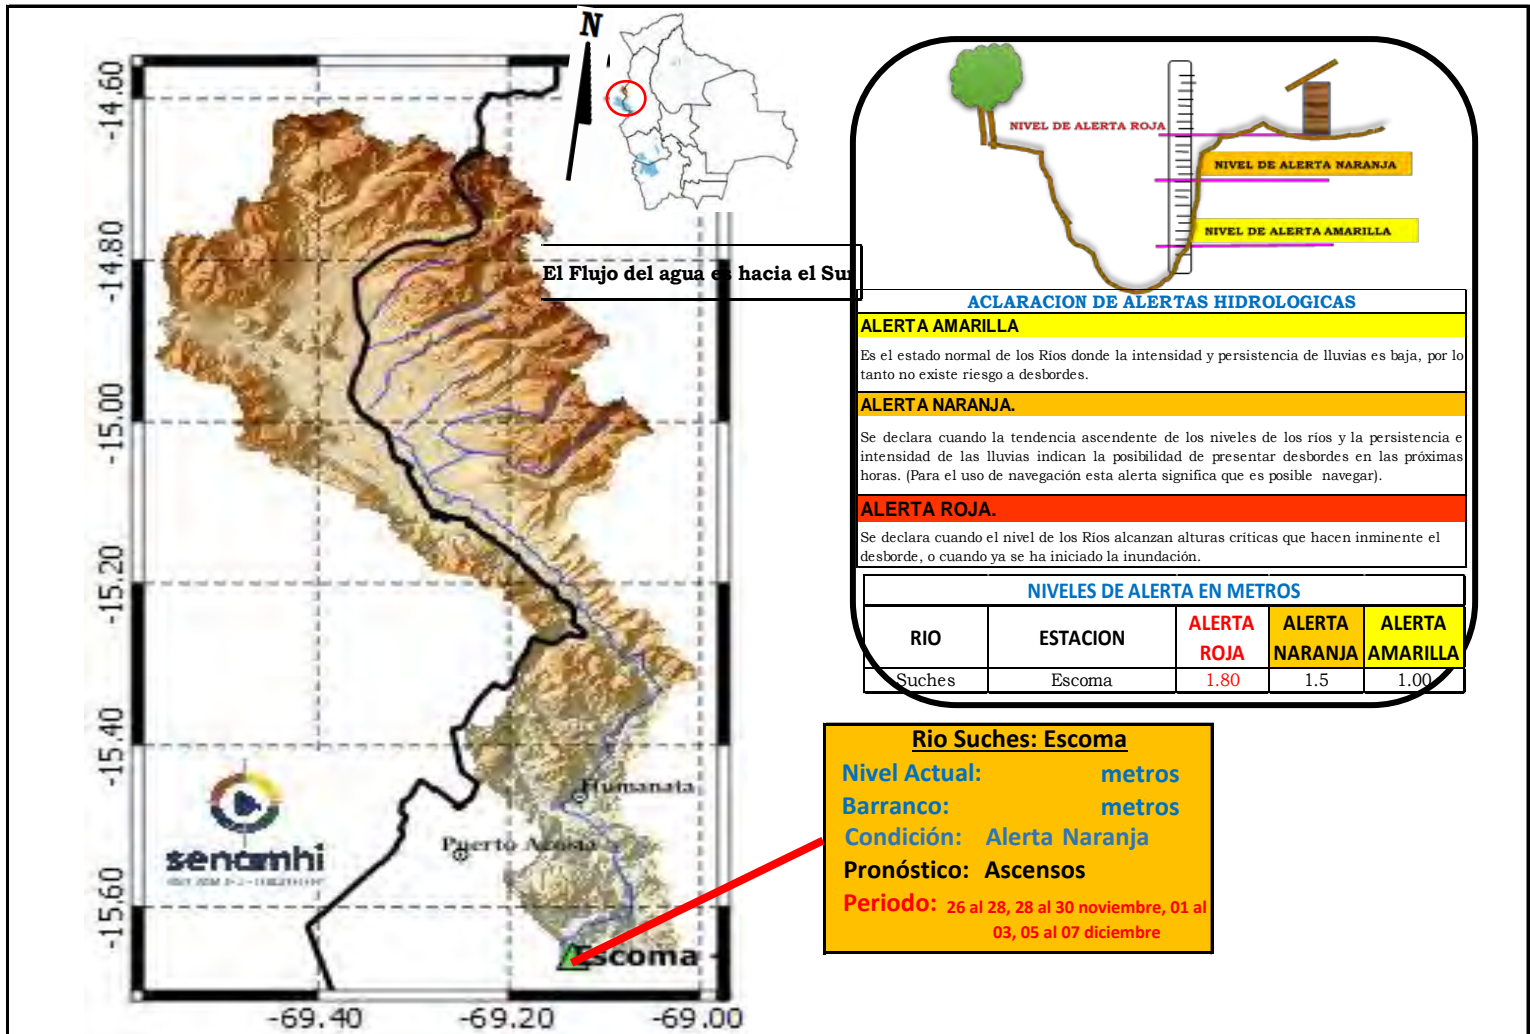 N
-14.60
-14.80
-15.00
-15.20
-15.40
-15.60
-69.40
-69.20
-69.00
El Flujo del agua es hacia el Sur
Humanata
Puerto Acosta
Escoma
senamhi
NIVEL DE ALERTA ROJA
NIVEL DE ALERTA NARANJA
NIVEL DE ALERTA AMARILLA
ACLARACION DE ALERTAS HIDROLOGICAS
ALERTA AMARILLA
Es el estado normal de los Ríos donde la intensidad y persistencia de lluvias es baja, por lo
tanto no existe riesgo a desbordes.
ALERTA NARANJA.
Se declara cuando la tendencia ascendente de los niveles de los ríos y la persistencia e
intensidad de las lluvias indican la posibilidad de presentar desbordes en las próximas
horas. (Para el uso de navegación esta alerta significa que es posible navegar).
ALERTA ROJA.
Se declara cuando el nivel de los Ríos alcanzan alturas críticas que hacen inminente el
desborde, o cuando ya se ha iniciado la inundación.
NIVELES DE ALERTA EN METROS
RIO ESTACION ALERTA ROJA ALERTA NARANJA ALERTA AMARILLA
Suches Escoma 1.80 1.5 1.00
Rio Suches: Escoma
Nivel Actual: metros
Barranco: metros
Condición: Alerta Naranja
Pronóstico: Ascensos
Periodo: 26 al 28, 28 al 30 noviembre, 01 al
03, 05 al 07 diciembre